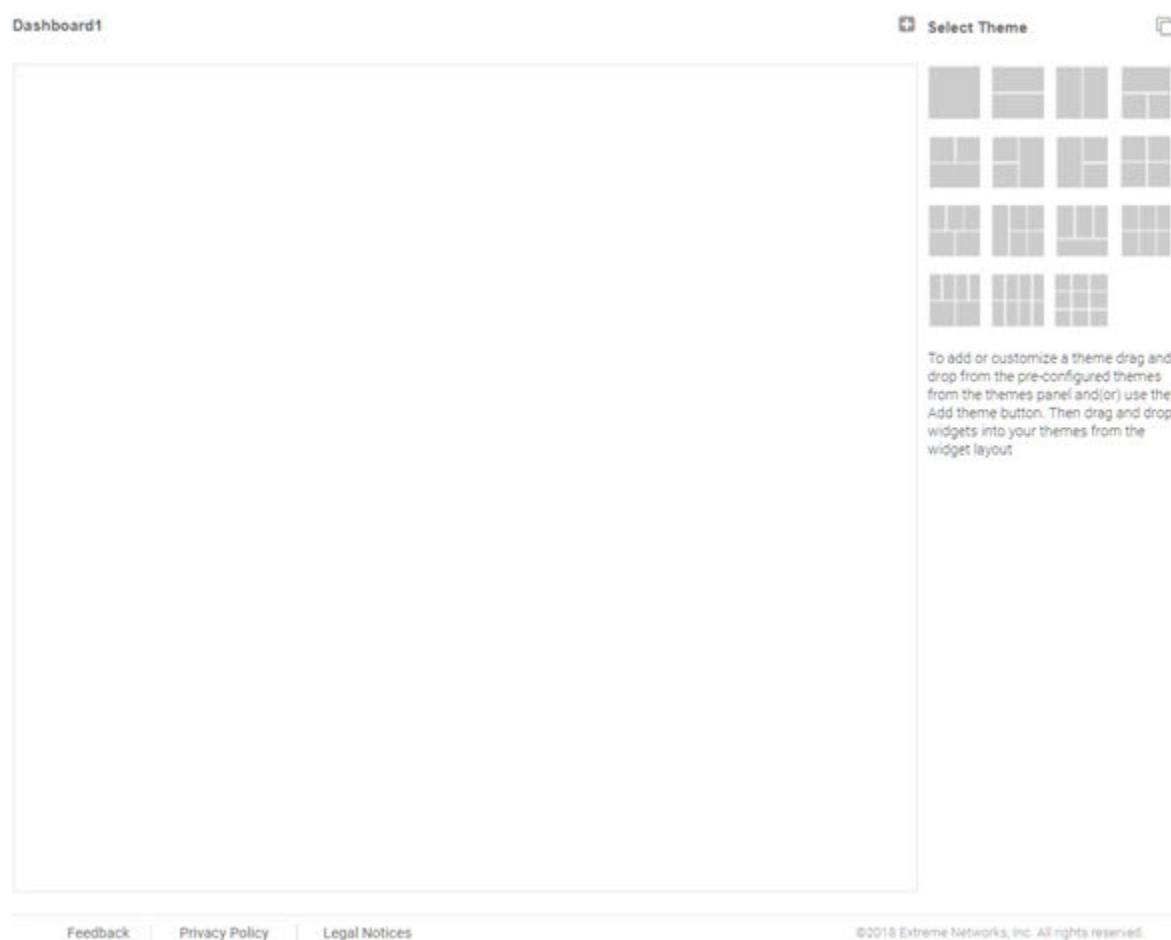 Dashboard1
Select Theme
To add or customize a theme drag and
drop from the pre-configured themes
from the themes panel and(or) use the
Add theme button. Then drag and drop
widgets into your themes from the
widget layout
Feedback
Privacy Policy
Legal Notices
©2018 Extreme Networks, Inc. All rights reserved.